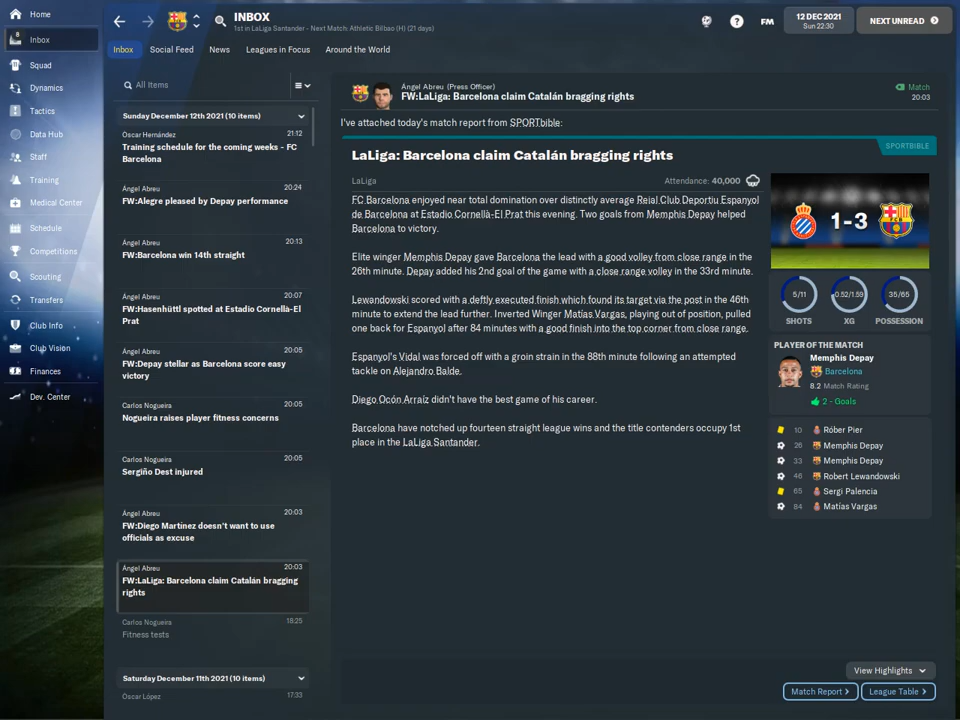 Home
8
Inbox
Squad
Dynamics
Tactics
Data Hub
Staff
Training
Medical Center
Schedule
Competitions
Scouting
Transfers
Club Info
Club Vision
Finances
Dev. Center
INBOX
1st in LaLiga Santander - Next Match: Athletic Bilbao (H) (21 days)
?
FM
12 DEC 2021
Sun 22:30
NEXT UNREAD
Inbox
Social Feed
News
Leagues in Focus
Around the World
All Items
Sunday December 12th 2021 (10 items)
Óscar Hernández 21:12
Training schedule for the coming weeks - FC
Barcelona
Ángel Abreu 20:24
FW:Alegre pleased by Depay performance
Ángel Abreu 20:13
FW:Barcelona win 14th straight
Ángel Abreu 20:07
FW:Hasenhüttl spotted at Estadio Cornellà-El
Prat
Ángel Abreu 20:05
FW:Depay stellar as Barcelona score easy
victory
Carlos Nogueira 20:05
Nogueira raises player fitness concerns
Carlos Nogueira 20:05
Sergiño Dest injured
Ángel Abreu 20:03
FW:Diego Martínez doesn't want to use
officials as excuse
Ángel Abreu 20:03
FW:LaLiga: Barcelona claim Catalán bragging
rights
Carlos Nogueira 18:25
Fitness tests
Saturday December 11th 2021 (10 items)
Óscar López 17:33
Ángel Abreu (Press Officer)
FW:LaLiga: Barcelona claim Catalán bragging rights
Match
20:03
I've attached today's match report from SPORTbible:
SPORTBIBLE
LaLiga: Barcelona claim Catalán bragging rights
LaLiga
Attendance: 40,000
FC Barcelona enjoyed near total domination over distinctly average Reial Club Deportiu Espanyol
de Barcelona at Estadio Cornellà-El Prat this evening. Two goals from Memphis Depay helped
Barcelona to victory.
Elite winger Memphis Depay gave Barcelona the lead with a good volley from close range in the
26th minute. Depay added his 2nd goal of the game with a close range volley in the 33rd minute.
Lewandowski scored with a deftly executed finish which found its target via the post in the 46th
minute to extend the lead further. Inverted Winger Matías Vargas, playing out of position, pulled
one back for Espanyol after 84 minutes with a good finish into the top corner from close range.
Espanyol's Vidal was forced off with a groin strain in the 88th minute following an attempted
tackle on Alejandro Balde.
Diego Ocón Arraíz didn't have the best game of his career.
Barcelona have notched up fourteen straight league wins and the title contenders occupy 1st
place in the LaLiga Santander.
1-3
5/11
0.52/1.59
35/65
SHOTS
XG
POSSESSION
PLAYER OF THE MATCH
Memphis Depay
Barcelona
8.2 Match Rating
2 - Goals
10 Róber Pier
26 Memphis Depay
33 Memphis Depay
46 Robert Lewandowski
65 Sergi Palencia
84 Matías Vargas
View Highlights
Match Report >
League Table >